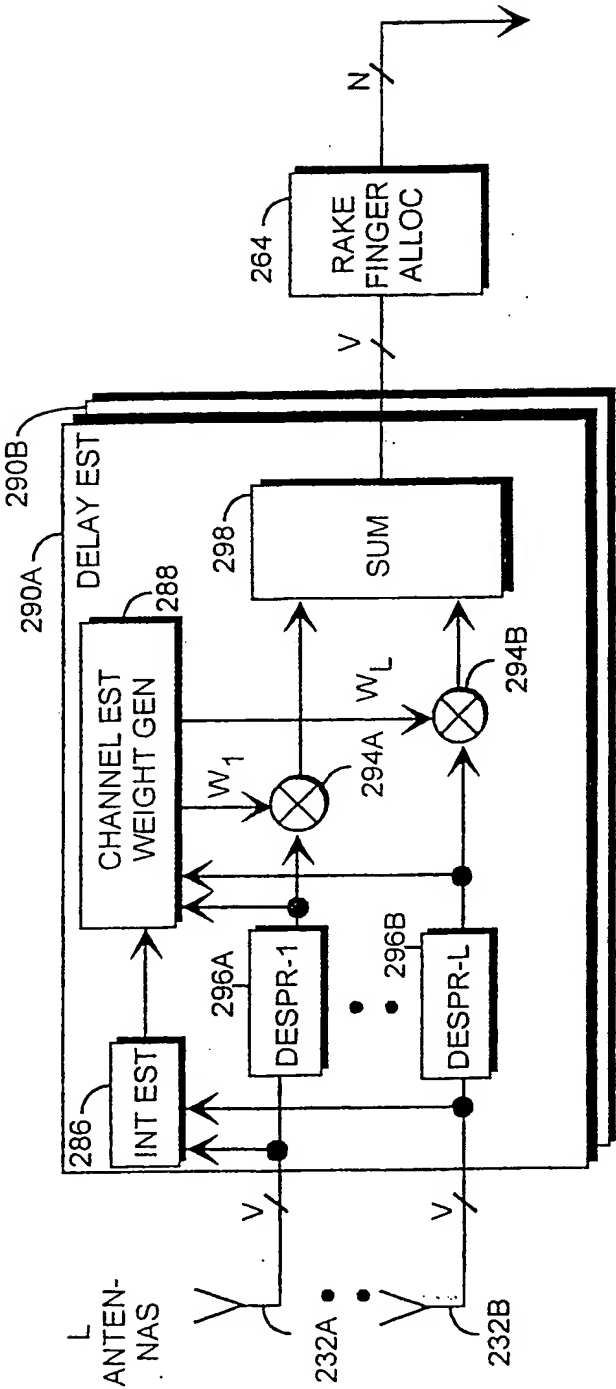 L
ANTEN-
NAS
232A
232B
V
V
290A
290B
DELAY EST
286
INT EST
288
CHANNEL EST
WEIGHT GEN
W1
WL
296A
DESPR-1
296B
DESPR-L
294A
294B
298
SUM
V
264
RAKE
FINGER
ALLOC
N